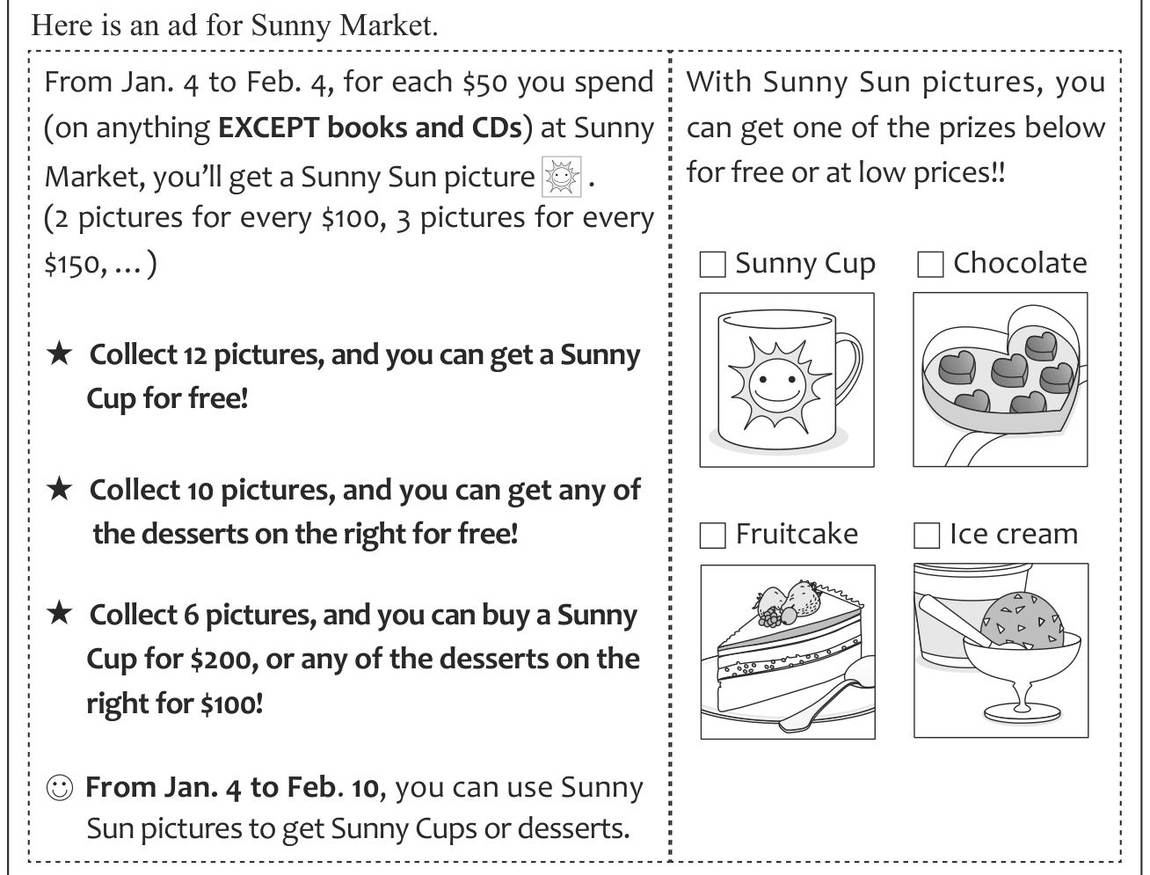 Here is an ad for Sunny Market.
From Jan. 4 to Feb. 4, for each $50 you spend
(on anything EXCEPT books and CDs) at Sunny
Market, you’ll get a Sunny Sun picture .
(2 pictures for every $100, 3 pictures for every
$150, … )
★ Collect 12 pictures, and you can get a Sunny
Cup for free!
★ Collect 10 pictures, and you can get any of
the desserts on the right for free!
★ Collect 6 pictures, and you can buy a Sunny
Cup for $200, or any of the desserts on the
right for $100!
☺ From Jan. 4 to Feb. 10, you can use Sunny
Sun pictures to get Sunny Cups or desserts.
With Sunny Sun pictures, you
can get one of the prizes below
for free or at low prices!!
□ Sunny Cup
□ Chocolate
□ Fruitcake
□ Ice cream